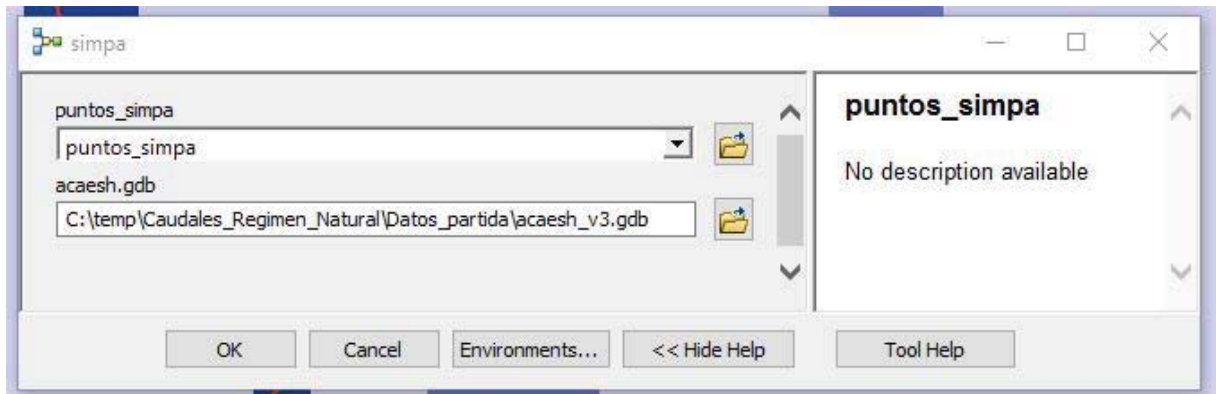 simpa
puntos_simpa
puntos_simpa
acaesh.gdb
C:\temp\Caudales_Regimen_Natural\Datos_partida\acaesh_v3.gdb
puntos_simpa
No description available
OK
Cancel
Environments...
<< Hide Help
Tool Help